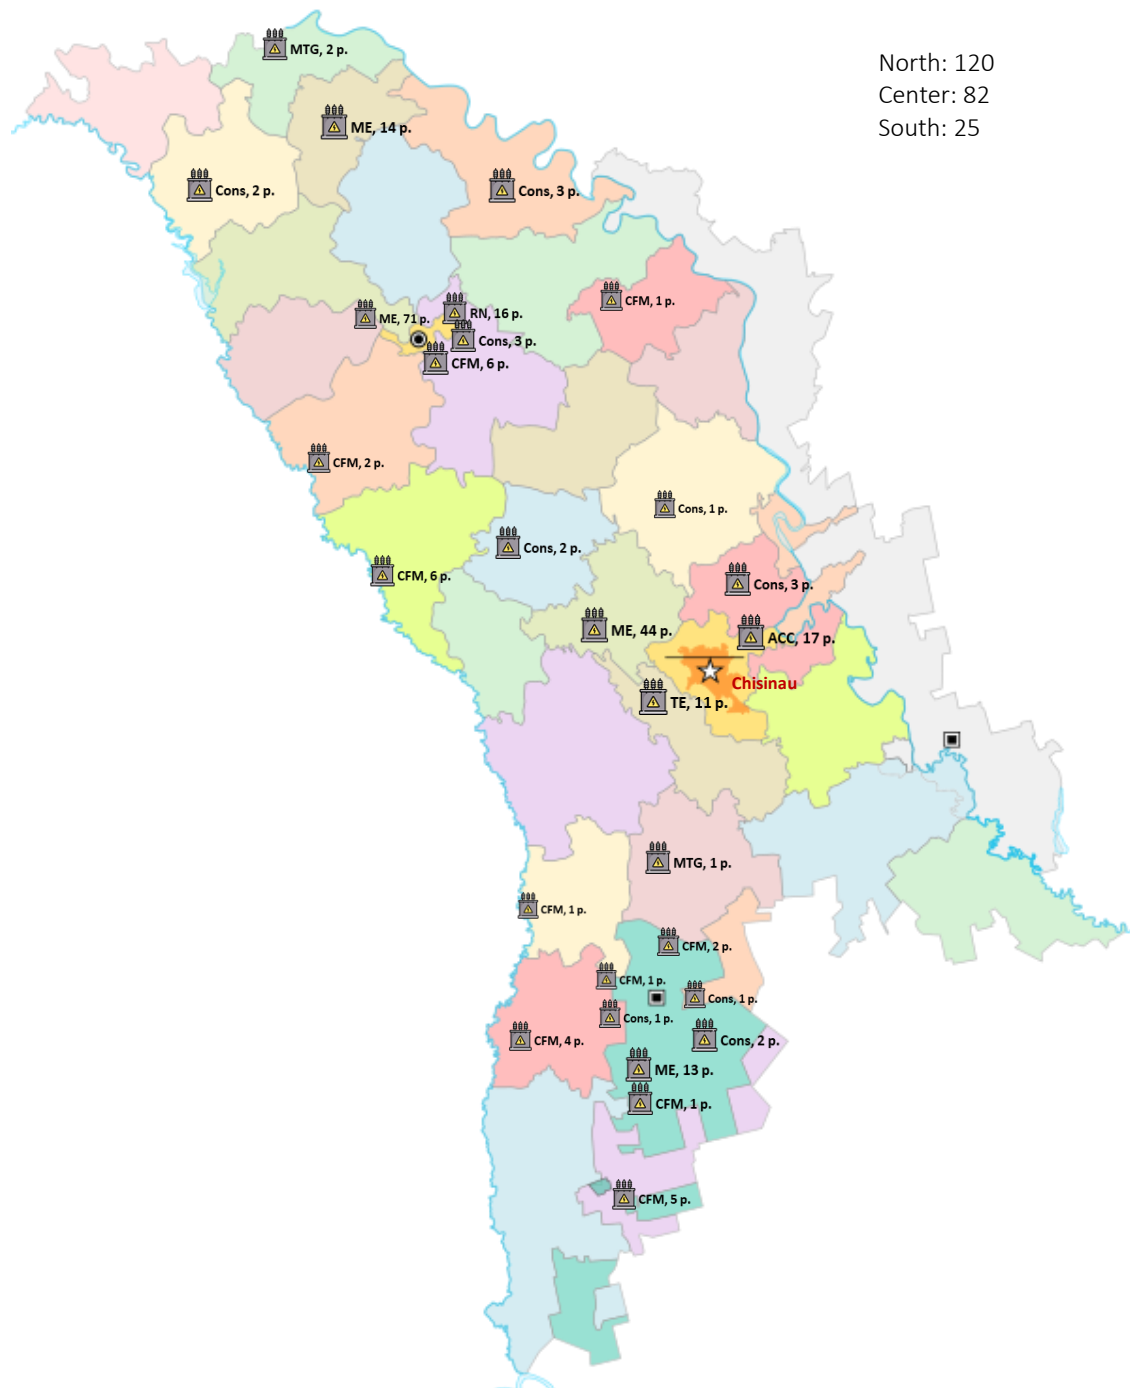 MTG, 2 p.
North: 120
Center: 82
South: 25
ME, 14 p.
Cons, 2 p.
Cons, 3 p.
CFM, 1 p.
ME, 71 p.
RN, 16 p.
Cons, 3 p.
CFM, 6 p.
CFM, 2 p.
Cons, 1 p.
Cons, 2 p.
CFM, 6 p.
Cons, 3 p.
ME, 44 p.
ACC, 17 p.
Chisinau
TE, 11 p.
MTG, 1 p.
CFM, 1 p.
CFM, 2 p.
CFM, 1 p.
Cons, 1 p.
Cons, 1 p.
CFM, 4 p.
Cons, 2 p.
ME, 13 p.
CFM, 1 p.
CFM, 5 p.